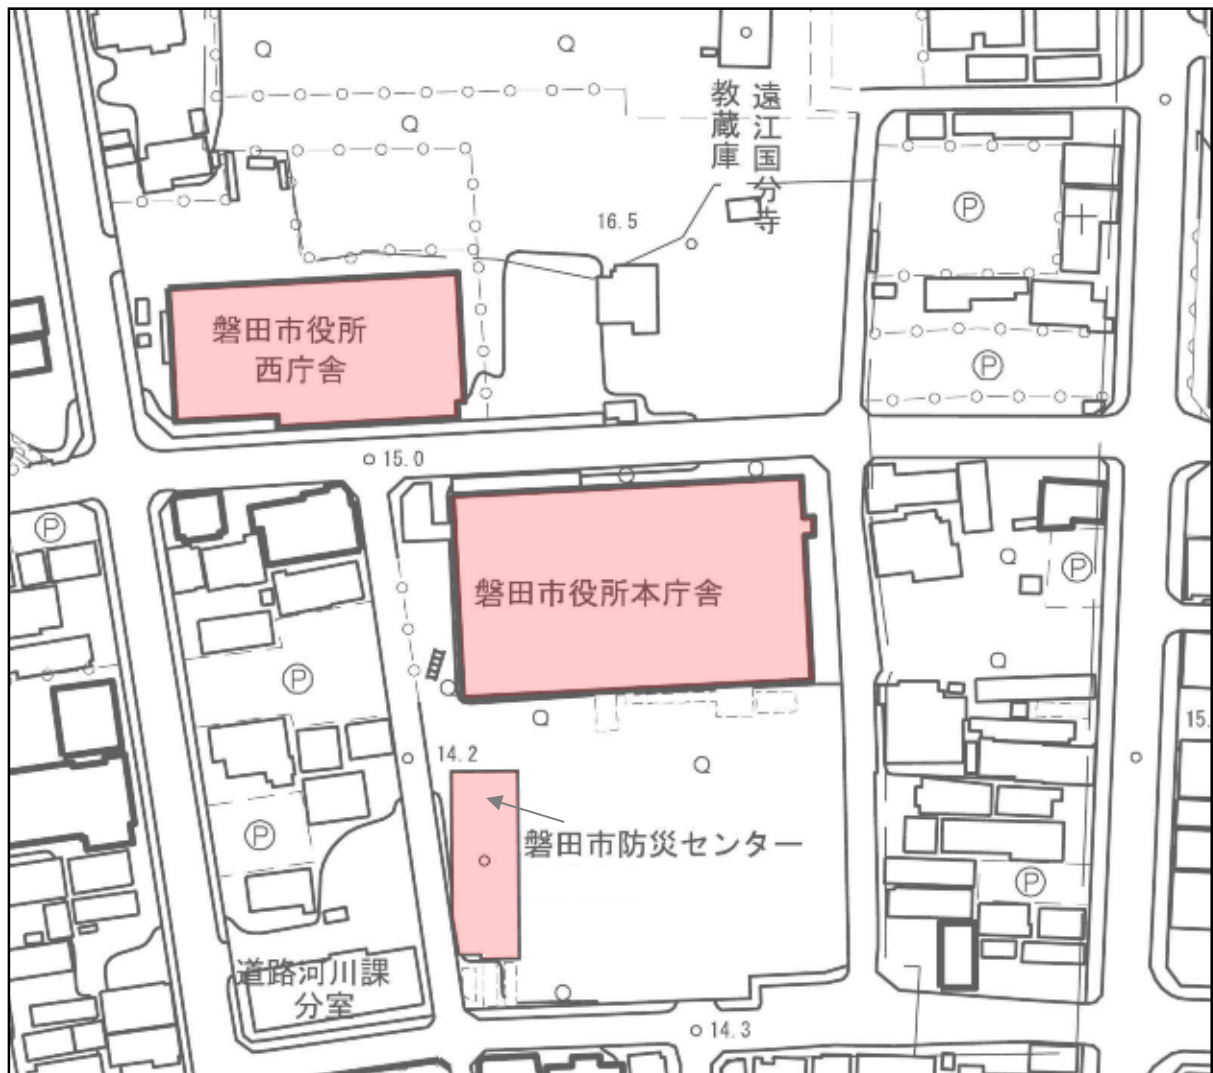 遠江国分寺
教蔵庫
16.5
磐田市役所
西庁舎
15.0
P
P
P
P
磐田市役所本庁舎
P
15.
14.2
磐田市防災センター
P
P
道路河川課
分室
14.3